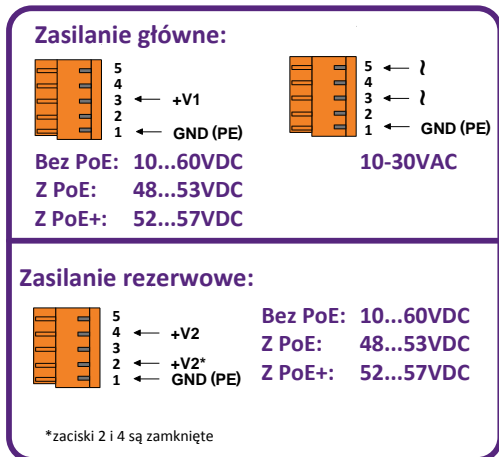 Zasilanie główne:
5
4
3 +V1
2
1 GND (PE)
Bez PoE: 10...60VDC
Z PoE: 48...53VDC
Z PoE+: 52...57VDC
5 ~
4
3 ~
2
1 GND (PE)
10-30VAC
Zasilanie rezerwowe:
5
4 +V2
3
2 +V2*
1 GND (PE)
Bez PoE: 10...60VDC
Z PoE: 48...53VDC
Z PoE+: 52...57VDC
*zaciski 2 i 4 są zamknięte